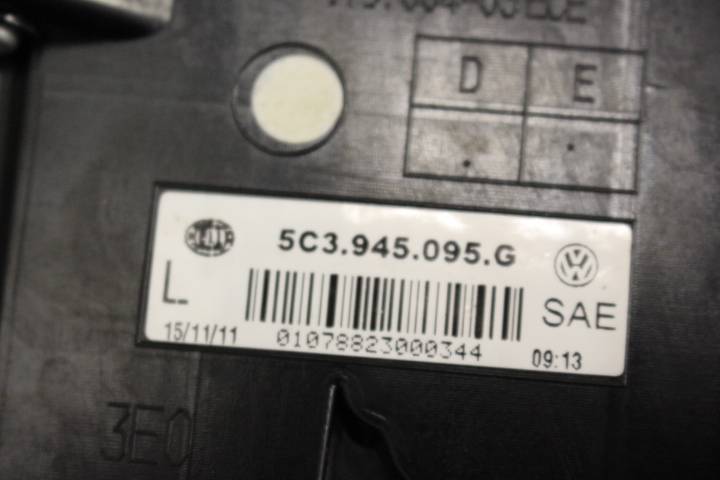 D E
5C3.945.095.G
L
SAE
15/11/11
01078823000344
09:13
3E0